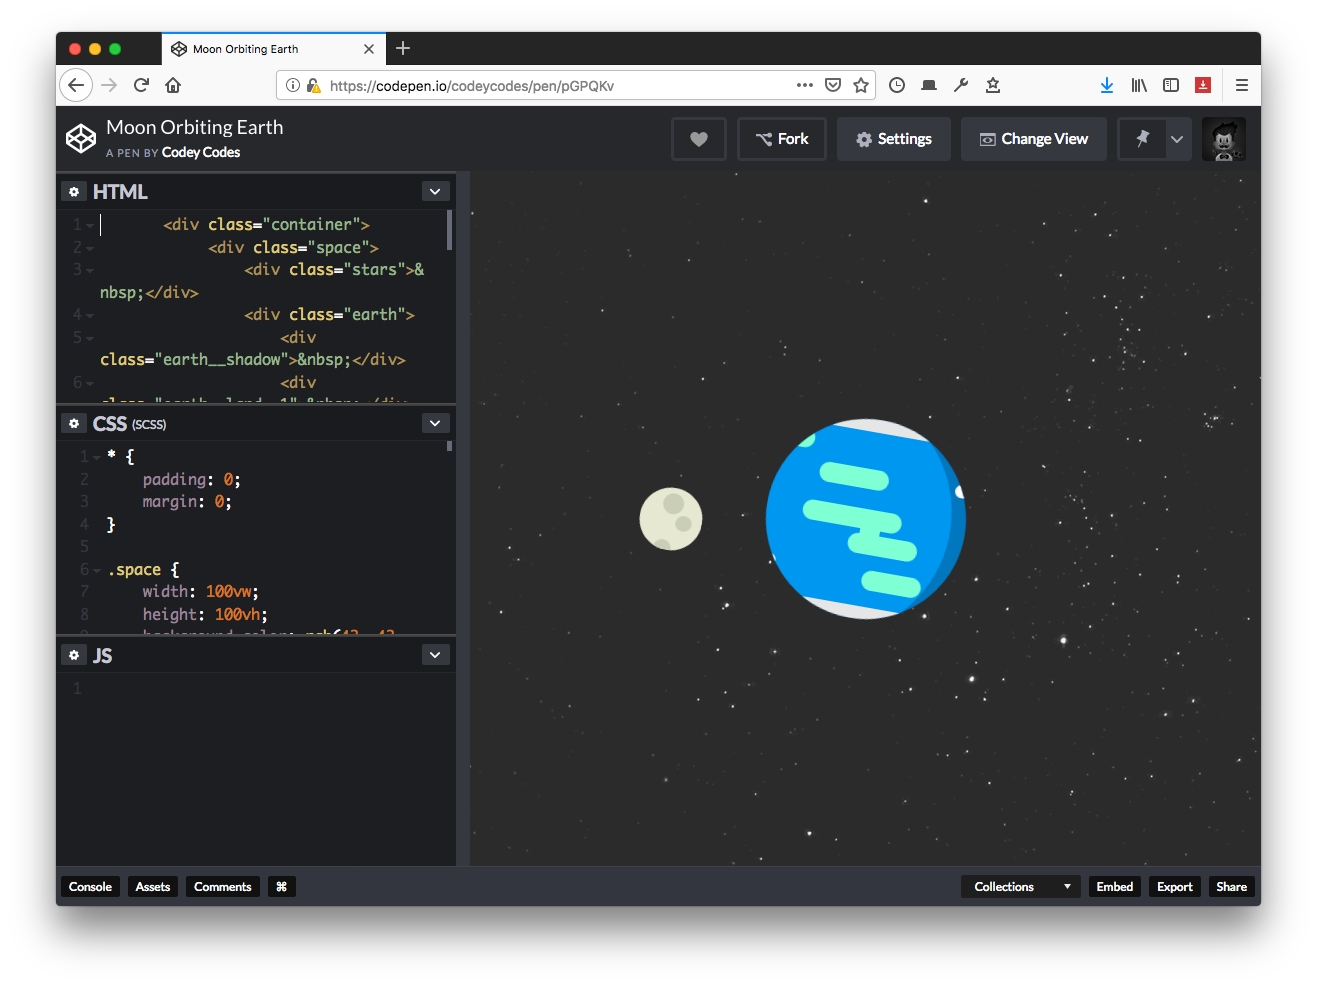 Moon Orbiting Earth
https://codepen.io/codeycodes/pen/pGPQKv
Moon Orbiting Earth
A PEN BY Codey Codes
Fork
Settings
Change View
HTML
1 <div class="container">
2 <div class="space">
3 <div class="stars">&
nbsp;</div>
4 <div class="earth">
5 <div
class="earth__shadow">&nbsp;</div>
6 <div
CSS (SCSS)
1 * {
2 padding: 0;
3 margin: 0;
4 }
5
6 .space {
7 width: 100vw;
8 height: 100vh;
JS
1
Console Assets Comments ⌘
Collections Embed Export Share